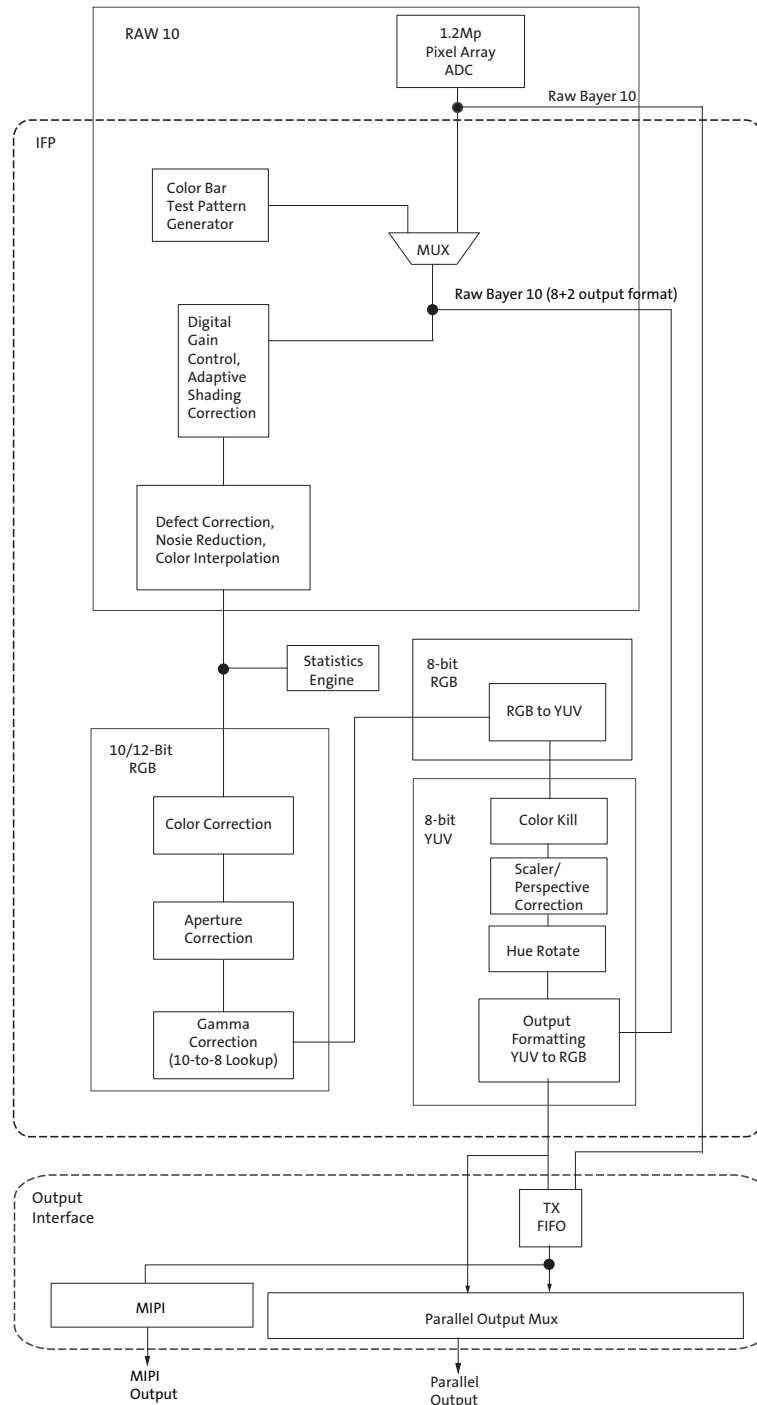 RAW 10
1.2Mp
Pixel Array
ADC
Raw Bayer 10
IFP
Color Bar
Test Pattern
Generator
MUX
Raw Bayer 10 (8+2 output format)
Digital
Gain
Control,
Adaptive
Shading
Correction
Defect Correction,
Nosie Reduction,
Color Interpolation
Statistics
Engine
8-bit
RGB
RGB to YUV
10/12-Bit
RGB
Color Correction
Aperture
Correction
Gamma
Correction
(10-to-8 Lookup)
8-bit
YUV
Color Kill
Scaler/
Perspective
Correction
Hue Rotate
Output
Formatting
YUV to RGB
Output
Interface
TX
FIFO
MIPI
Parallel Output Mux
MIPI
Output
Parallel
Output